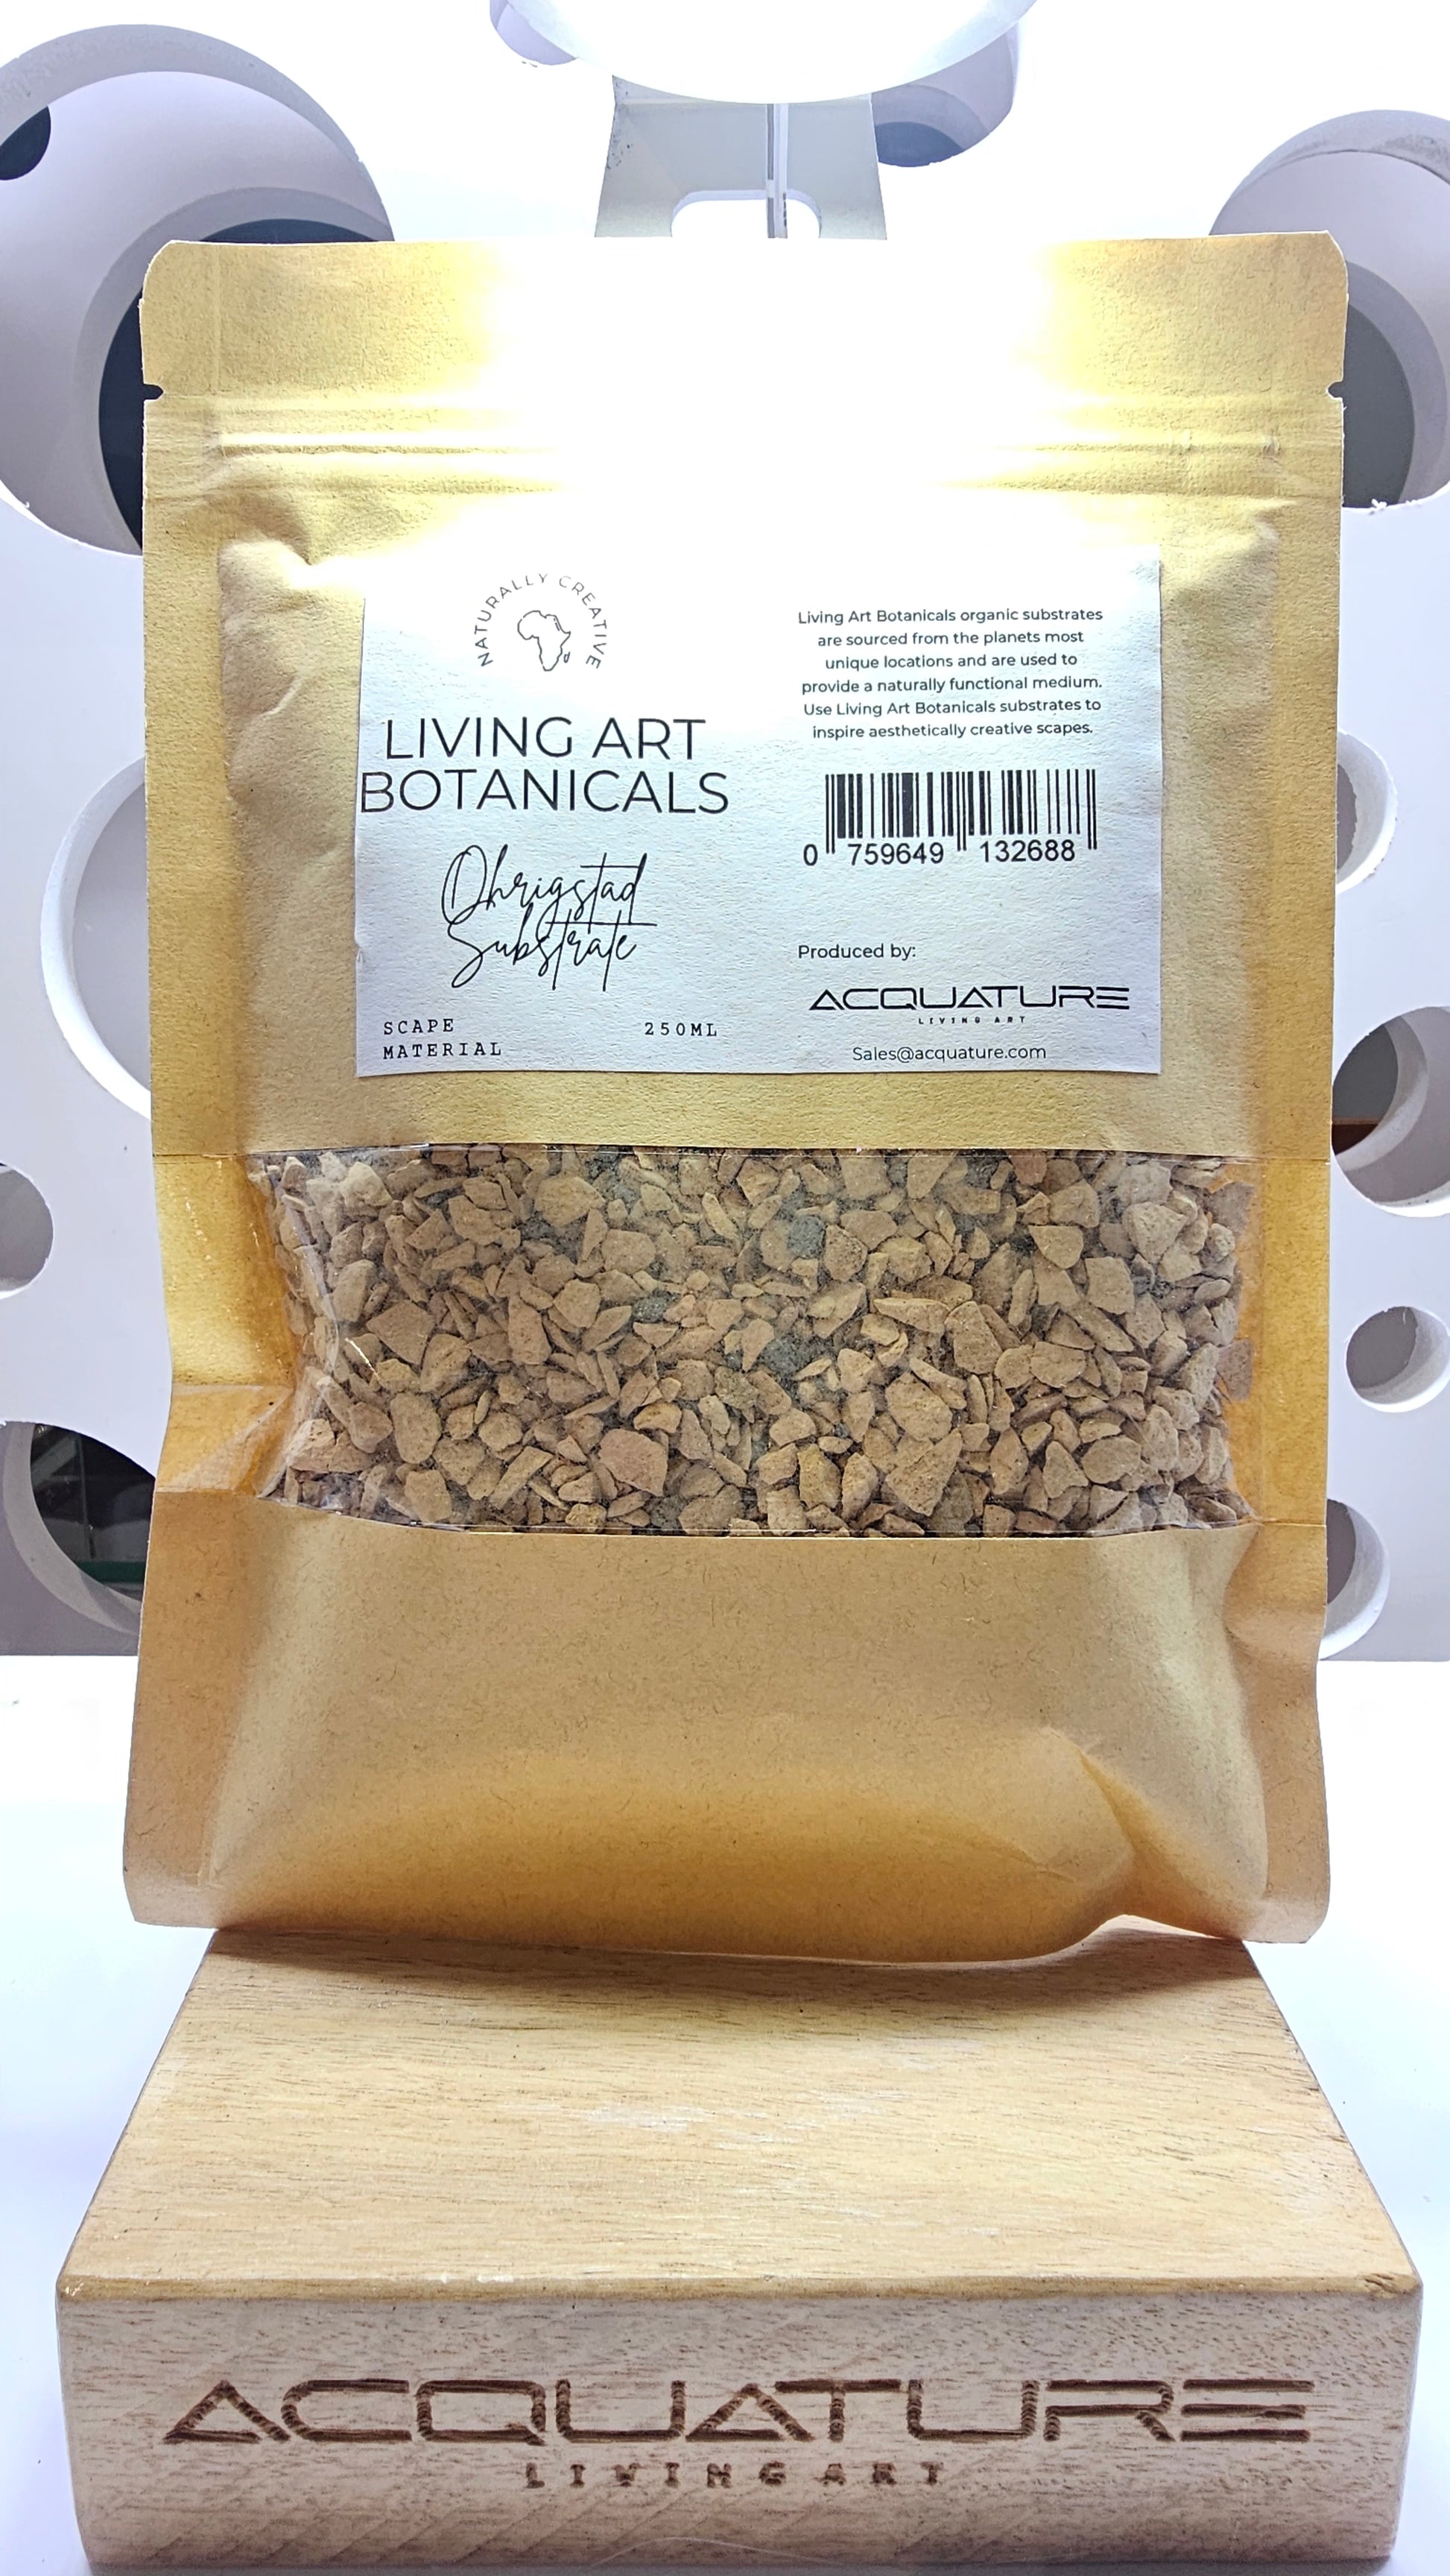 NATURALLY CREATIVE
LIVING ART
BOTANICALS
Ohrigstad
Substrate
SCAPE
MATERIAL
250ML
Living Art Botanicals organic substrates
are sourced from the planets most
unique locations and are used to
provide a naturally functional medium.
Use Living Art Botanicals substrates to
inspire aesthetically creative scapes.
0 759649 132688
Produced by:
ACQUATURE
LIVING ART
Sales@acquature.com
ACQUATURE
LIVING ART